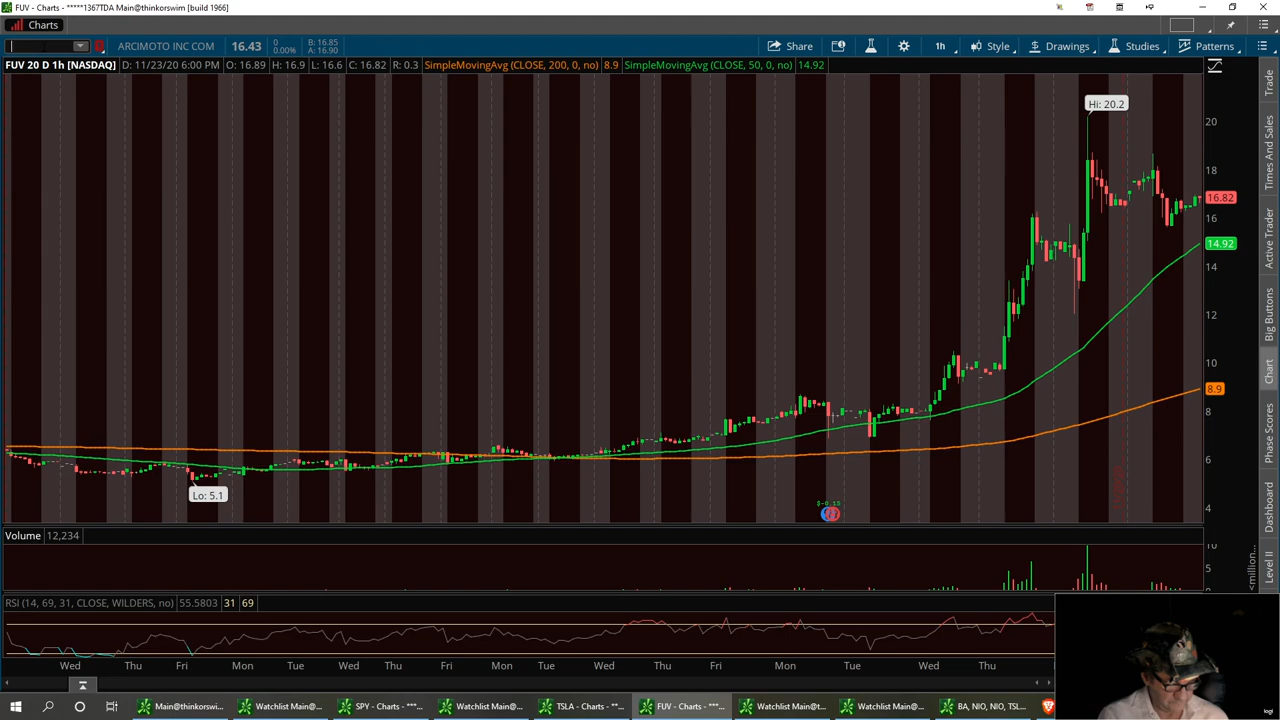 FUV - Charts - *****1367TDA Main@thinkorswim [build 1966]
Charts
ARCIMOTO INC COM 16.43 0 0.00% B: 16.85 A: 16.90 Share 1h Style Drawings Studies Patterns
FUV 20 D 1h [NASDAQ] D: 11/23/20 6:00 PM O: 16.89 H: 16.9 L: 16.6 C: 16.82 R: 0.3 SimpleMovingAvg (CLOSE, 200, 0, no) 8.9 SimpleMovingAvg (CLOSE, 50, 0, no) 14.92
Hi: 20.2
20
18
16.82
16
14.92
14
12
10
8.9
8
6
Lo: 5.1
4
$-0.15
Volume 12,234
10
5
0
<million...
RSI (14, 69, 31, CLOSE, WILDERS, no) 55.5803 31 69
Wed Thu Fri Mon Tue Wed Thu Fri Mon Tue Wed Thu Fri Mon Tue Wed Thu
Trade
Times And Sales
Active Trader
Big Buttons
Chart
Phase Scores
Dashboard
Level II
Main@thinkorswim... Watchlist Main@... SPY - Charts - ***... Watchlist Main@... TSLA - Charts - **... FUV - Charts - ***... Watchlist Main@t... Watchlist Main@... BA, NIO, NIO, TSL...
logi